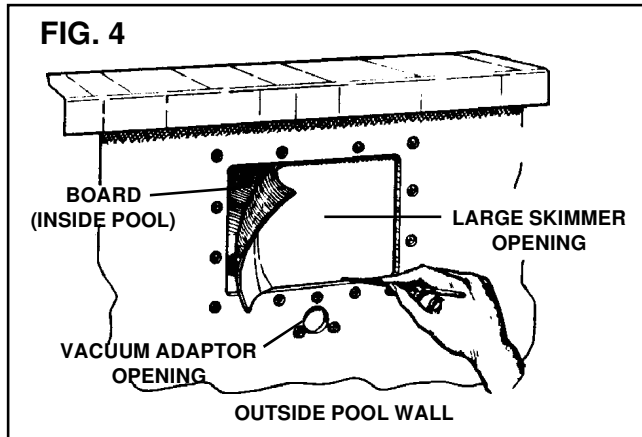 FIG. 4
BOARD
(INSIDE POOL)
LARGE SKIMMER
OPENING
VACUUM ADAPTOR
OPENING
OUTSIDE POOL WALL